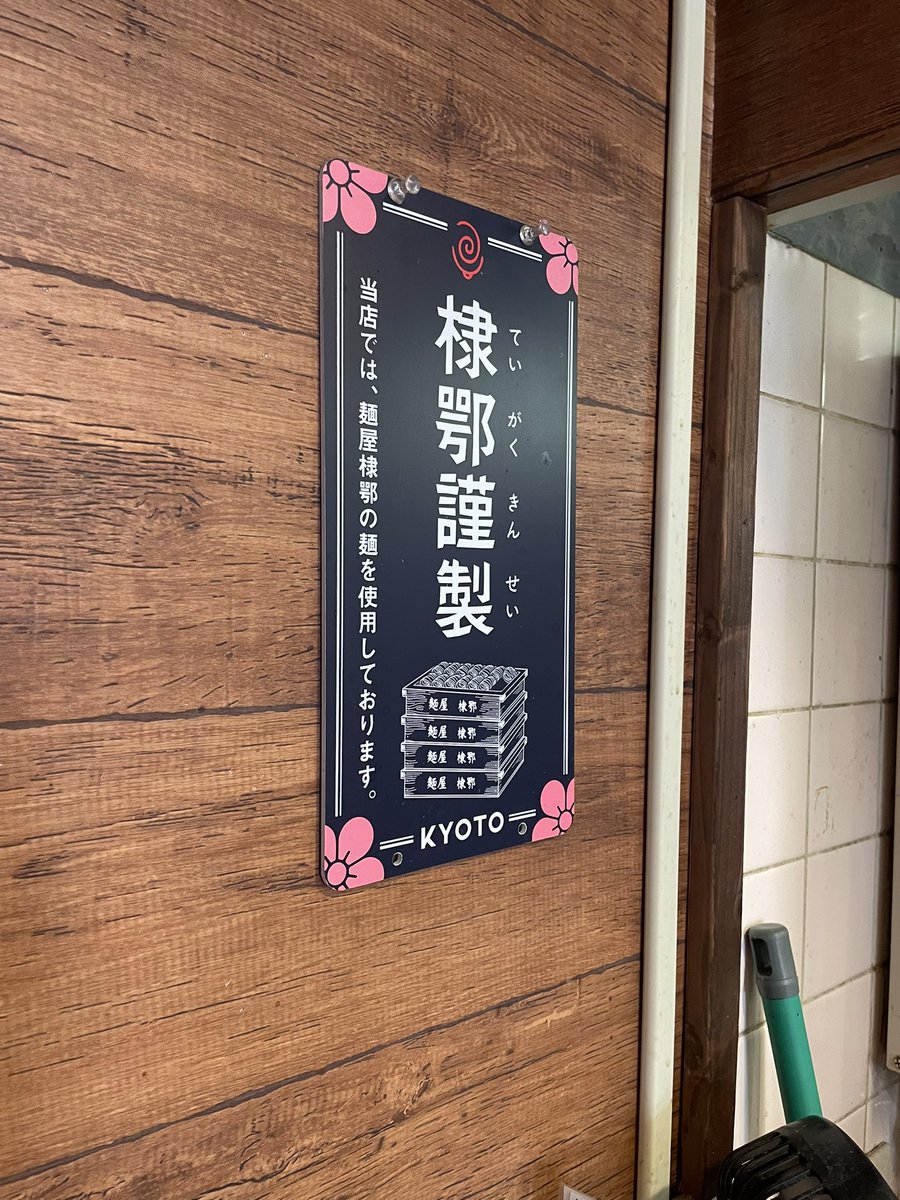 てい がく きん せい
棣鄂謹製
当店では、麺屋棣鄂の麺を使用しております。
麺屋 棣鄂
麺屋 棣鄂
麺屋 棣鄂
麺屋 棣鄂
KYOTO